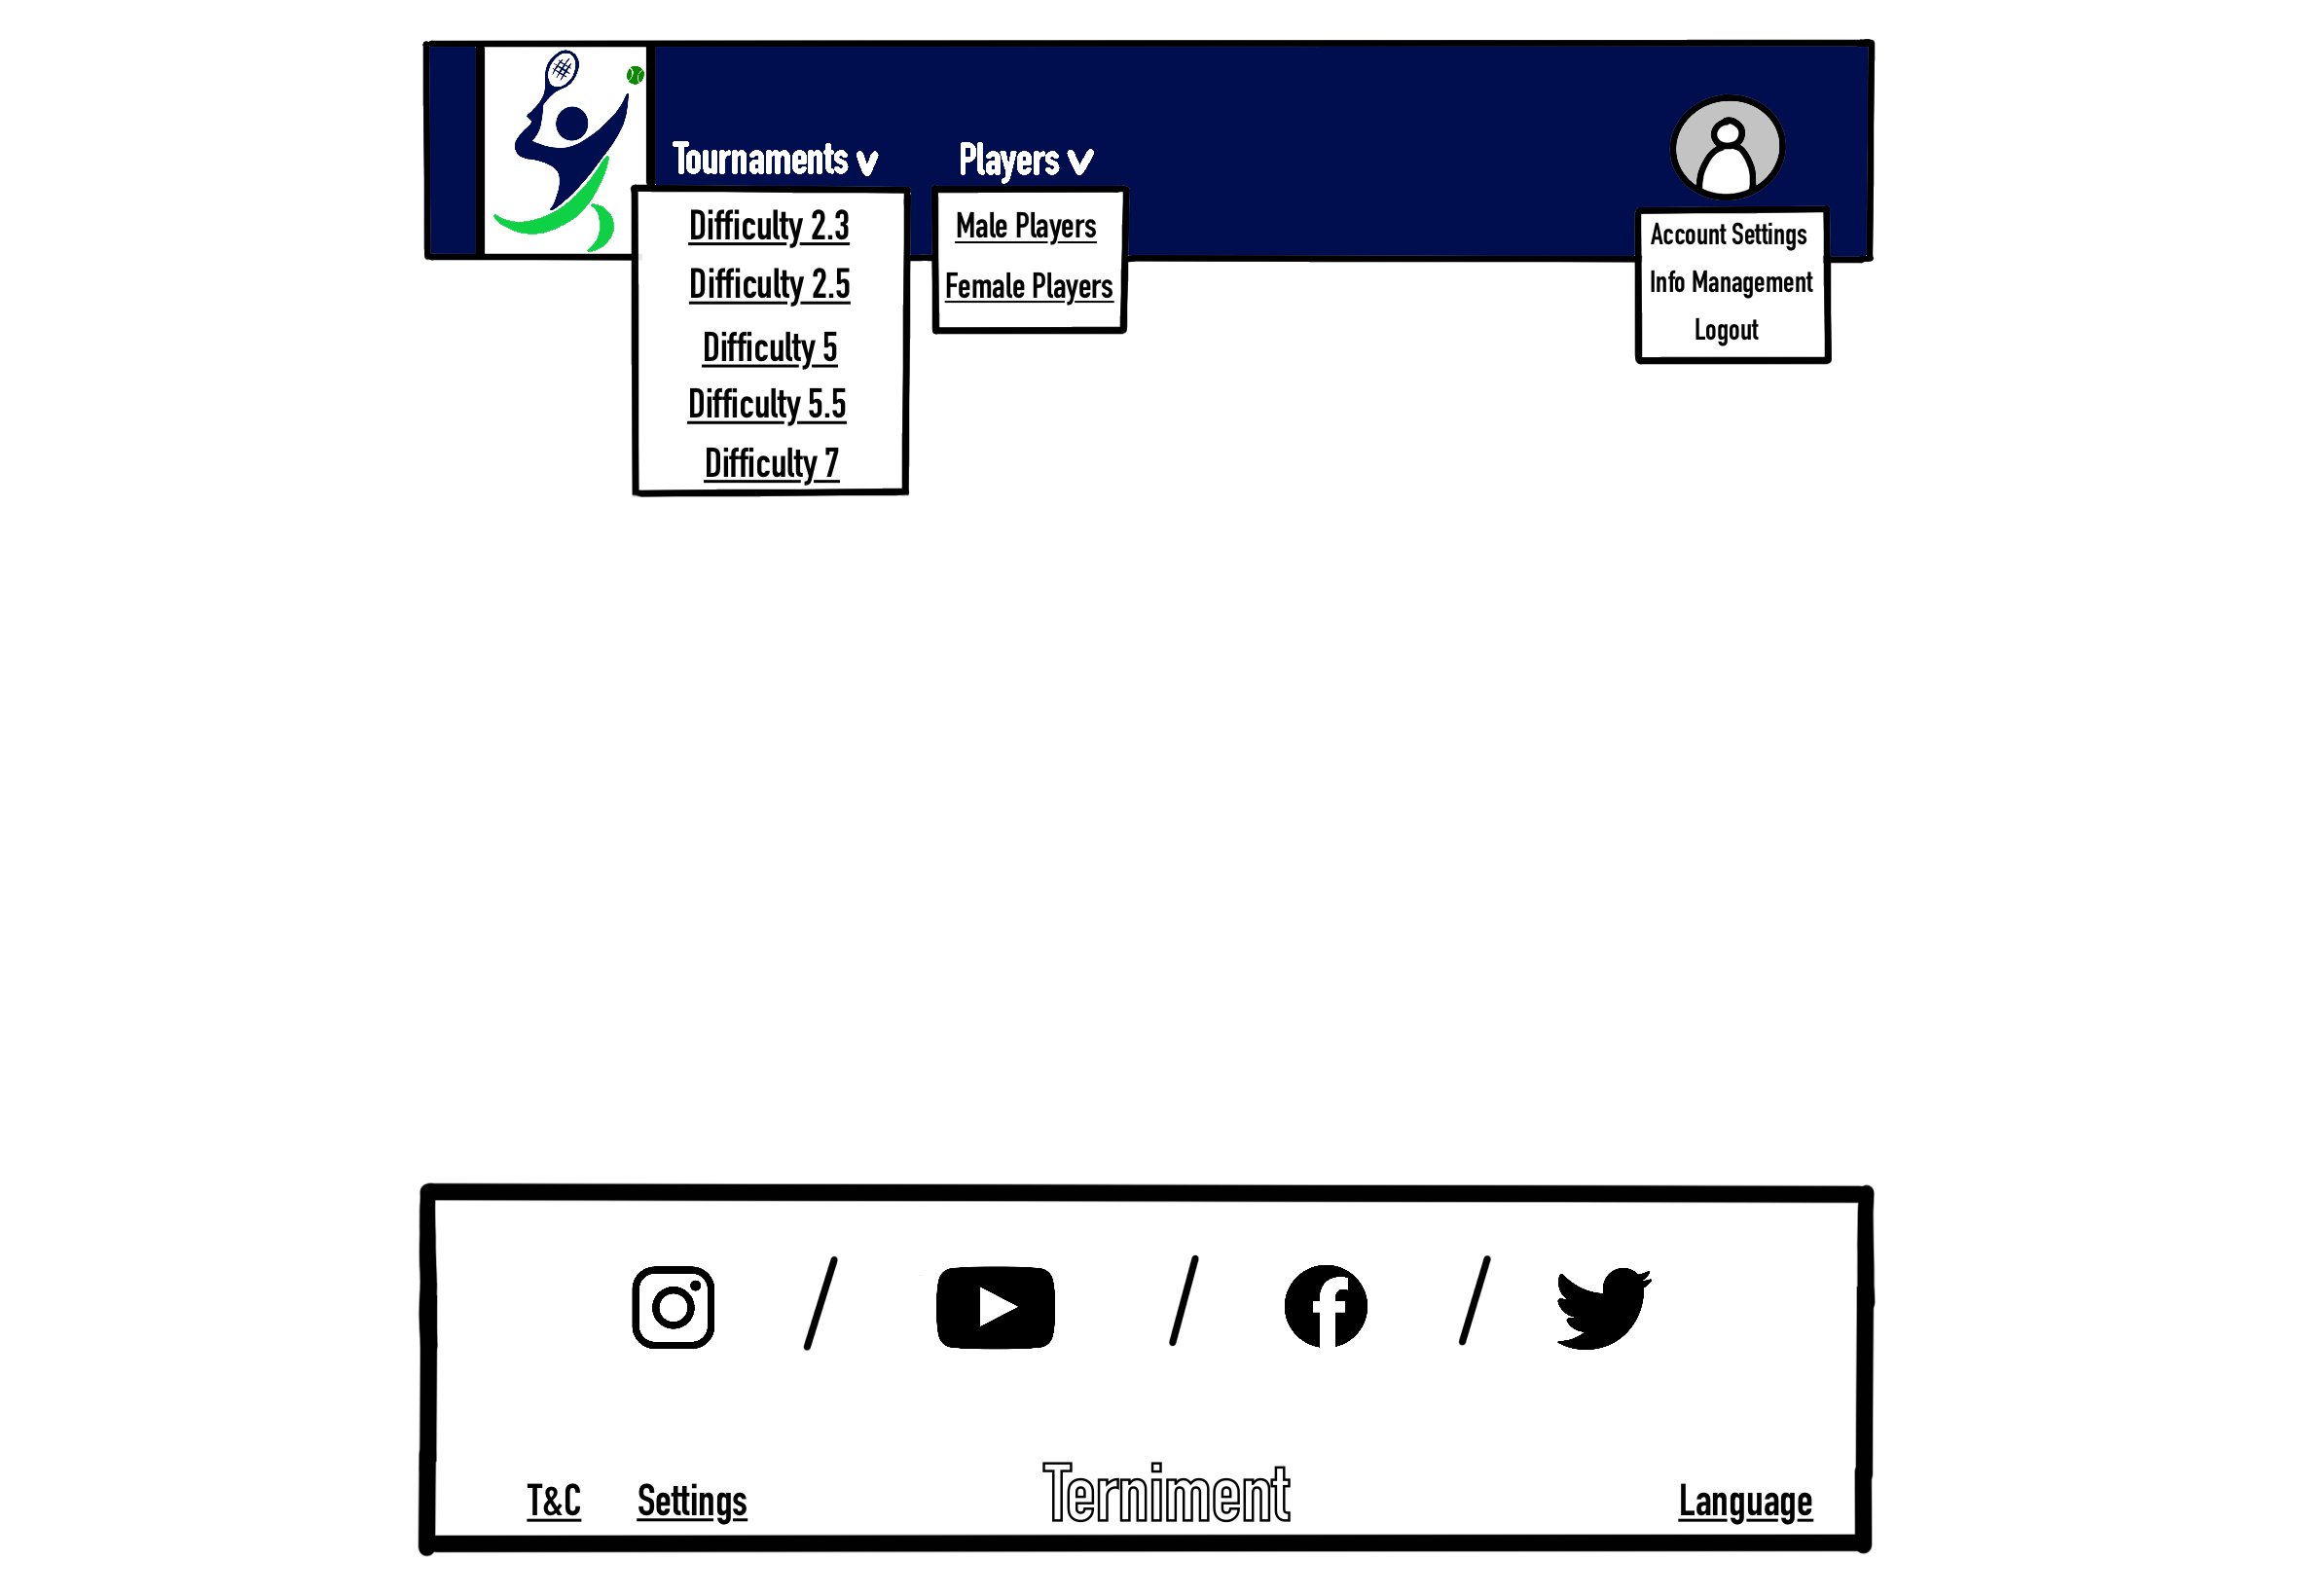 Tournaments
Players
Difficulty 2.3
Difficulty 2.5
Difficulty 5
Difficulty 5.5
Difficulty 7
Male Players
Female Players
Account Settings
Info Management
Logout
T&C
Settings
Terniment
Language